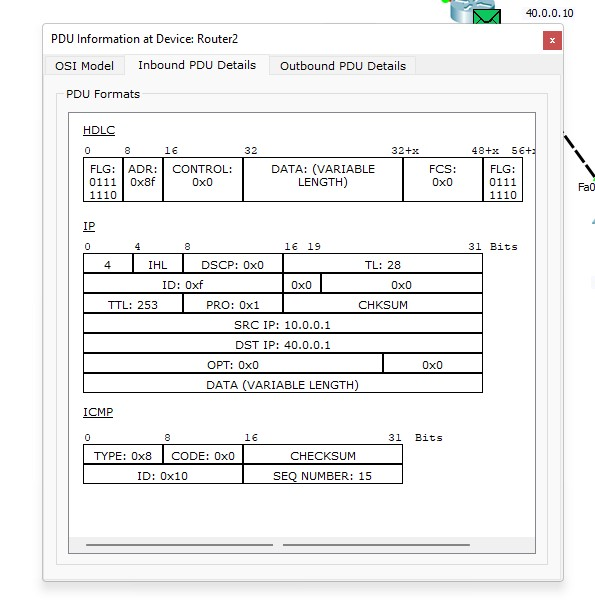 40.0.0.10
PDU Information at Device: Router2
x
OSI Model Inbound PDU Details Outbound PDU Details
PDU Formats
HDLC
0 8 16 32 32+x 48+x 56+x
FLG: 0111 1110 ADR: 0x8f CONTROL: 0x0 DATA: (VARIABLE LENGTH) FCS: 0x0 FLG: 0111 1110
IP
0 4 8 16 19 31 Bits
4 IHL DSCP: 0x0 TL: 28
ID: 0xf 0x0 0x0
TTL: 253 PRO: 0x1 CHKSUM
SRC IP: 10.0.0.1
DST IP: 40.0.0.1
OPT: 0x0 0x0
DATA (VARIABLE LENGTH)
ICMP
0 8 16 31 Bits
TYPE: 0x8 CODE: 0x0 CHECKSUM
ID: 0x10 SEQ NUMBER: 15
Fa0